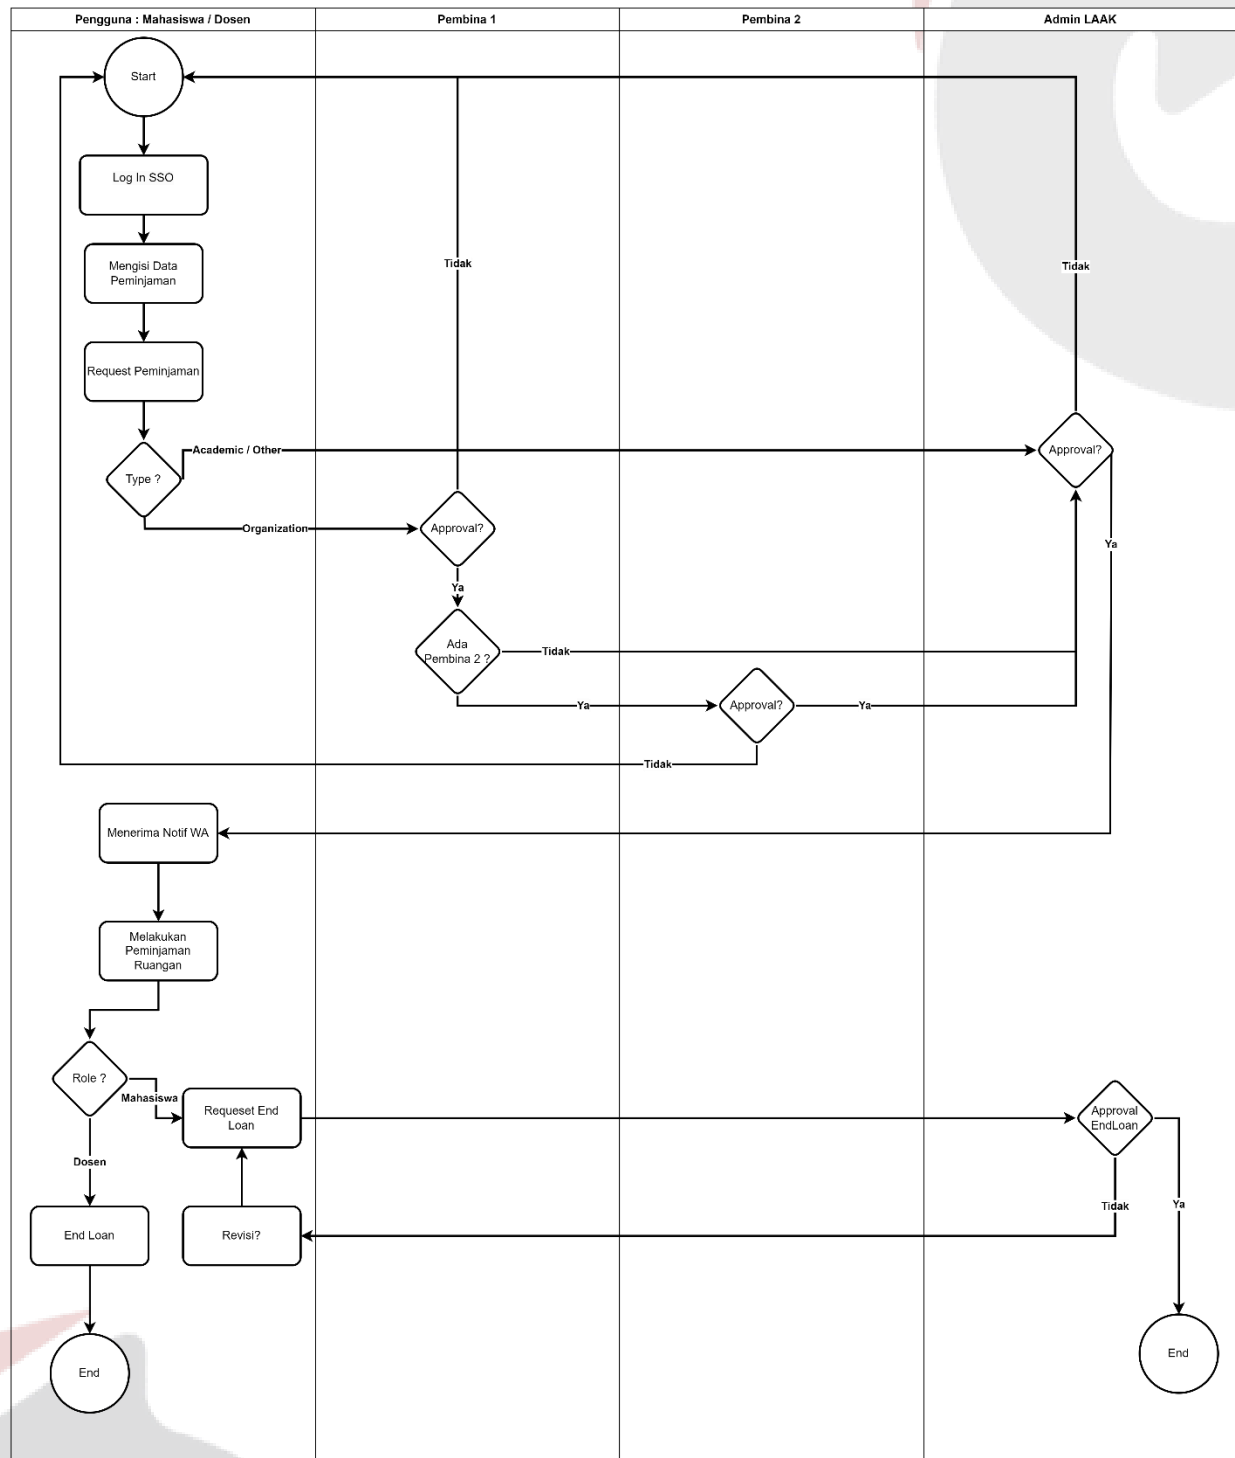 Pengguna : Mahasiswa / Dosen
Pembina 1
Pembina 2
Admin LAAK
Start
Log In SSO
Mengisi Data
Peminjaman
Tidak
Tidak
Request Peminjaman
Type ?
Academic / Other
Approval?
Organization
Approval?
Ya
Ya
Ada
Pembina 2 ?
Tidak
Ya
Approval?
Ya
Tidak
Menerima Notif WA
Melakukan
Peminjaman
Ruangan
Role ?
Mahasiswa
Requeset End
Loan
Approval
EndLoan
Dosen
Tidak
Ya
End Loan
Revisi?
End
End